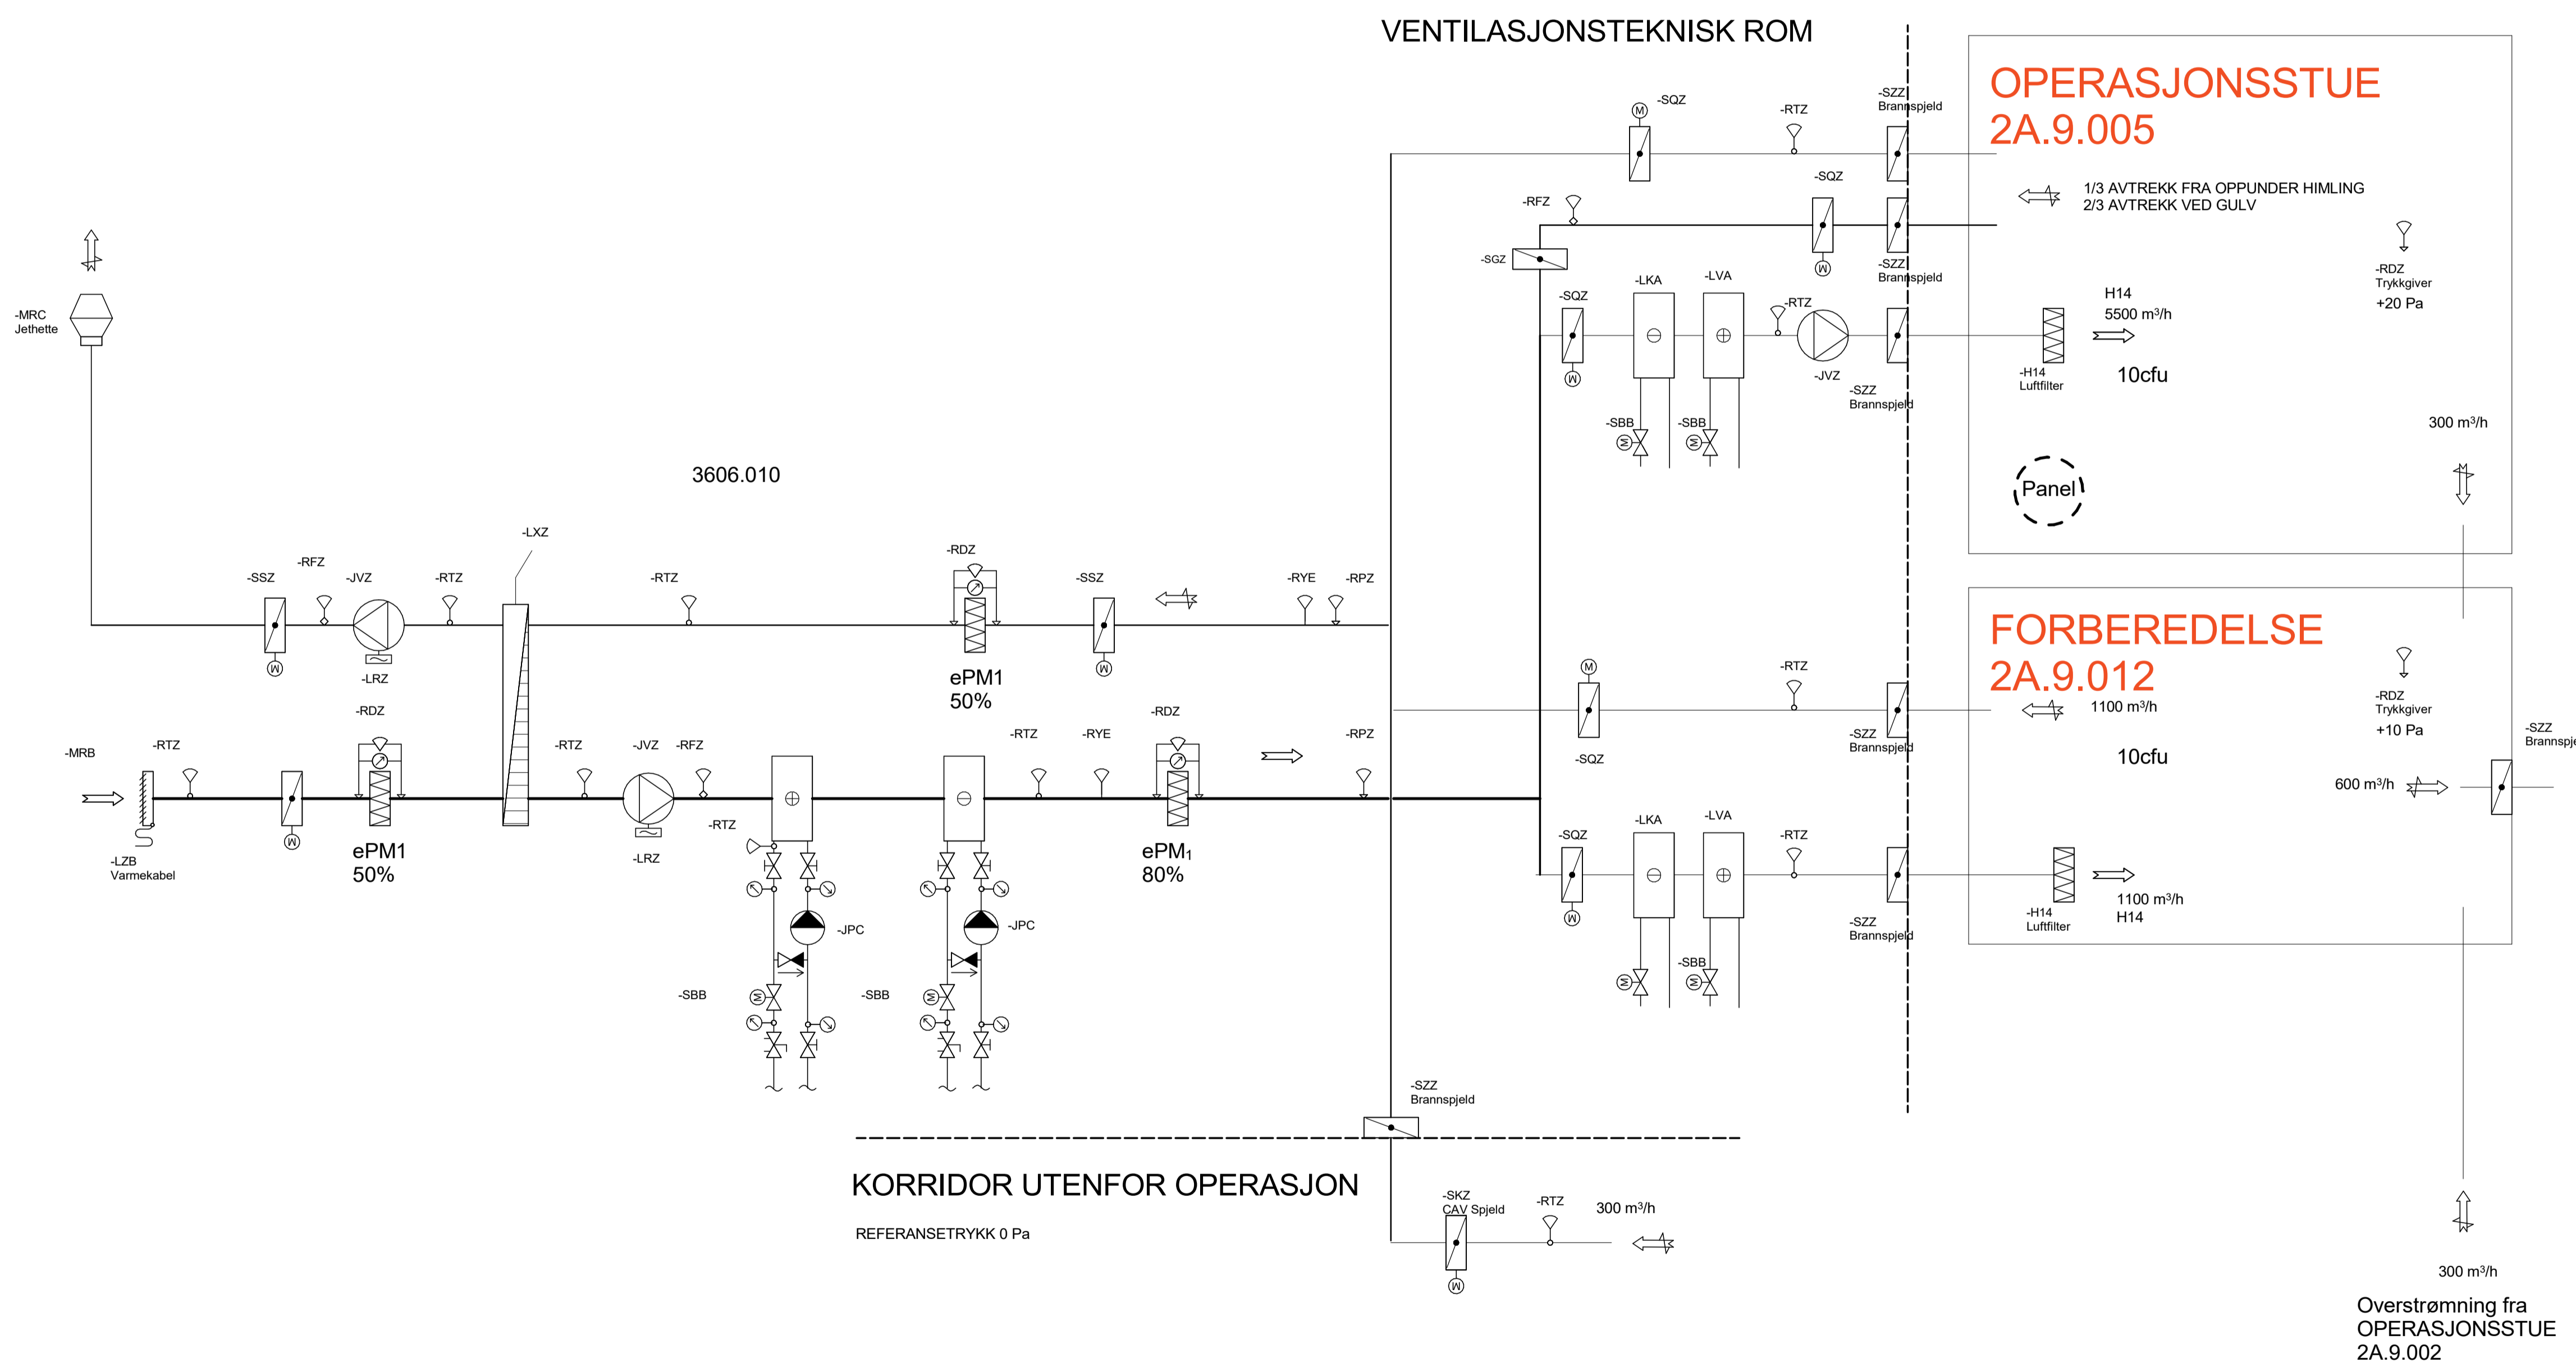 VENTILASJONSTEKNISK ROM
OPERASJONSSTUE
2A.9.005
-SQZ
-RTZ
-SZZ
Brannspjeld
-SQZ
-RFZ
1/3 AVTREKK FRA OPPUNDER HIMLING
2/3 AVTREKK VED GULV
-SGZ
-SZZ
Brannspjeld
-RDZ
Trykkgiver
+20 Pa
-SQZ
-LKA
-LVA
-RTZ
H14
5500 m³/h
-MRC
Jethette
-JVZ
-SZZ
Brannspjeld
-H14
Luftfilter
10cfu
-SBB
-SBB
300 m³/h
M
M
M
M
M
Panel
3606.010
-LXZ
-SSZ
-RFZ
-JVZ
-RTZ
-RTZ
-RDZ
-SSZ
-RYE
-RPZ
M
M
-LRZ
ePM1
50%
FORBEREDELSE
2A.9.012
1100 m³/h
-RDZ
Trykkgiver
+10 Pa
M
-RTZ
-SQZ
-SZZ
Brannspjeld
10cfu
-SZZ
Brannspje
600 m³/h
-MRB
-RTZ
-RDZ
-RTZ
-JVZ
-RFZ
-RTZ
-RYE
-RDZ
-RPZ
-RTZ
M
-LZB
Varmekabel
ePM1
50%
-LRZ
ePM₁
80%
-SQZ
-LKA
-LVA
-RTZ
M
-SZZ
Brannspjeld
-H14
Luftfilter
1100 m³/h
H14
-JPC
-JPC
-SBB
M
M
-SBB
M
-SBB
M
-SZZ
Brannspjeld
KORRIDOR UTENFOR OPERASJON
REFERANSETRYKK 0 Pa
-SKZ
CAV Spjeld
-RTZ
300 m³/h
M
300 m³/h
Overstrømning fra
OPERASJONSSTUE
2A.9.002